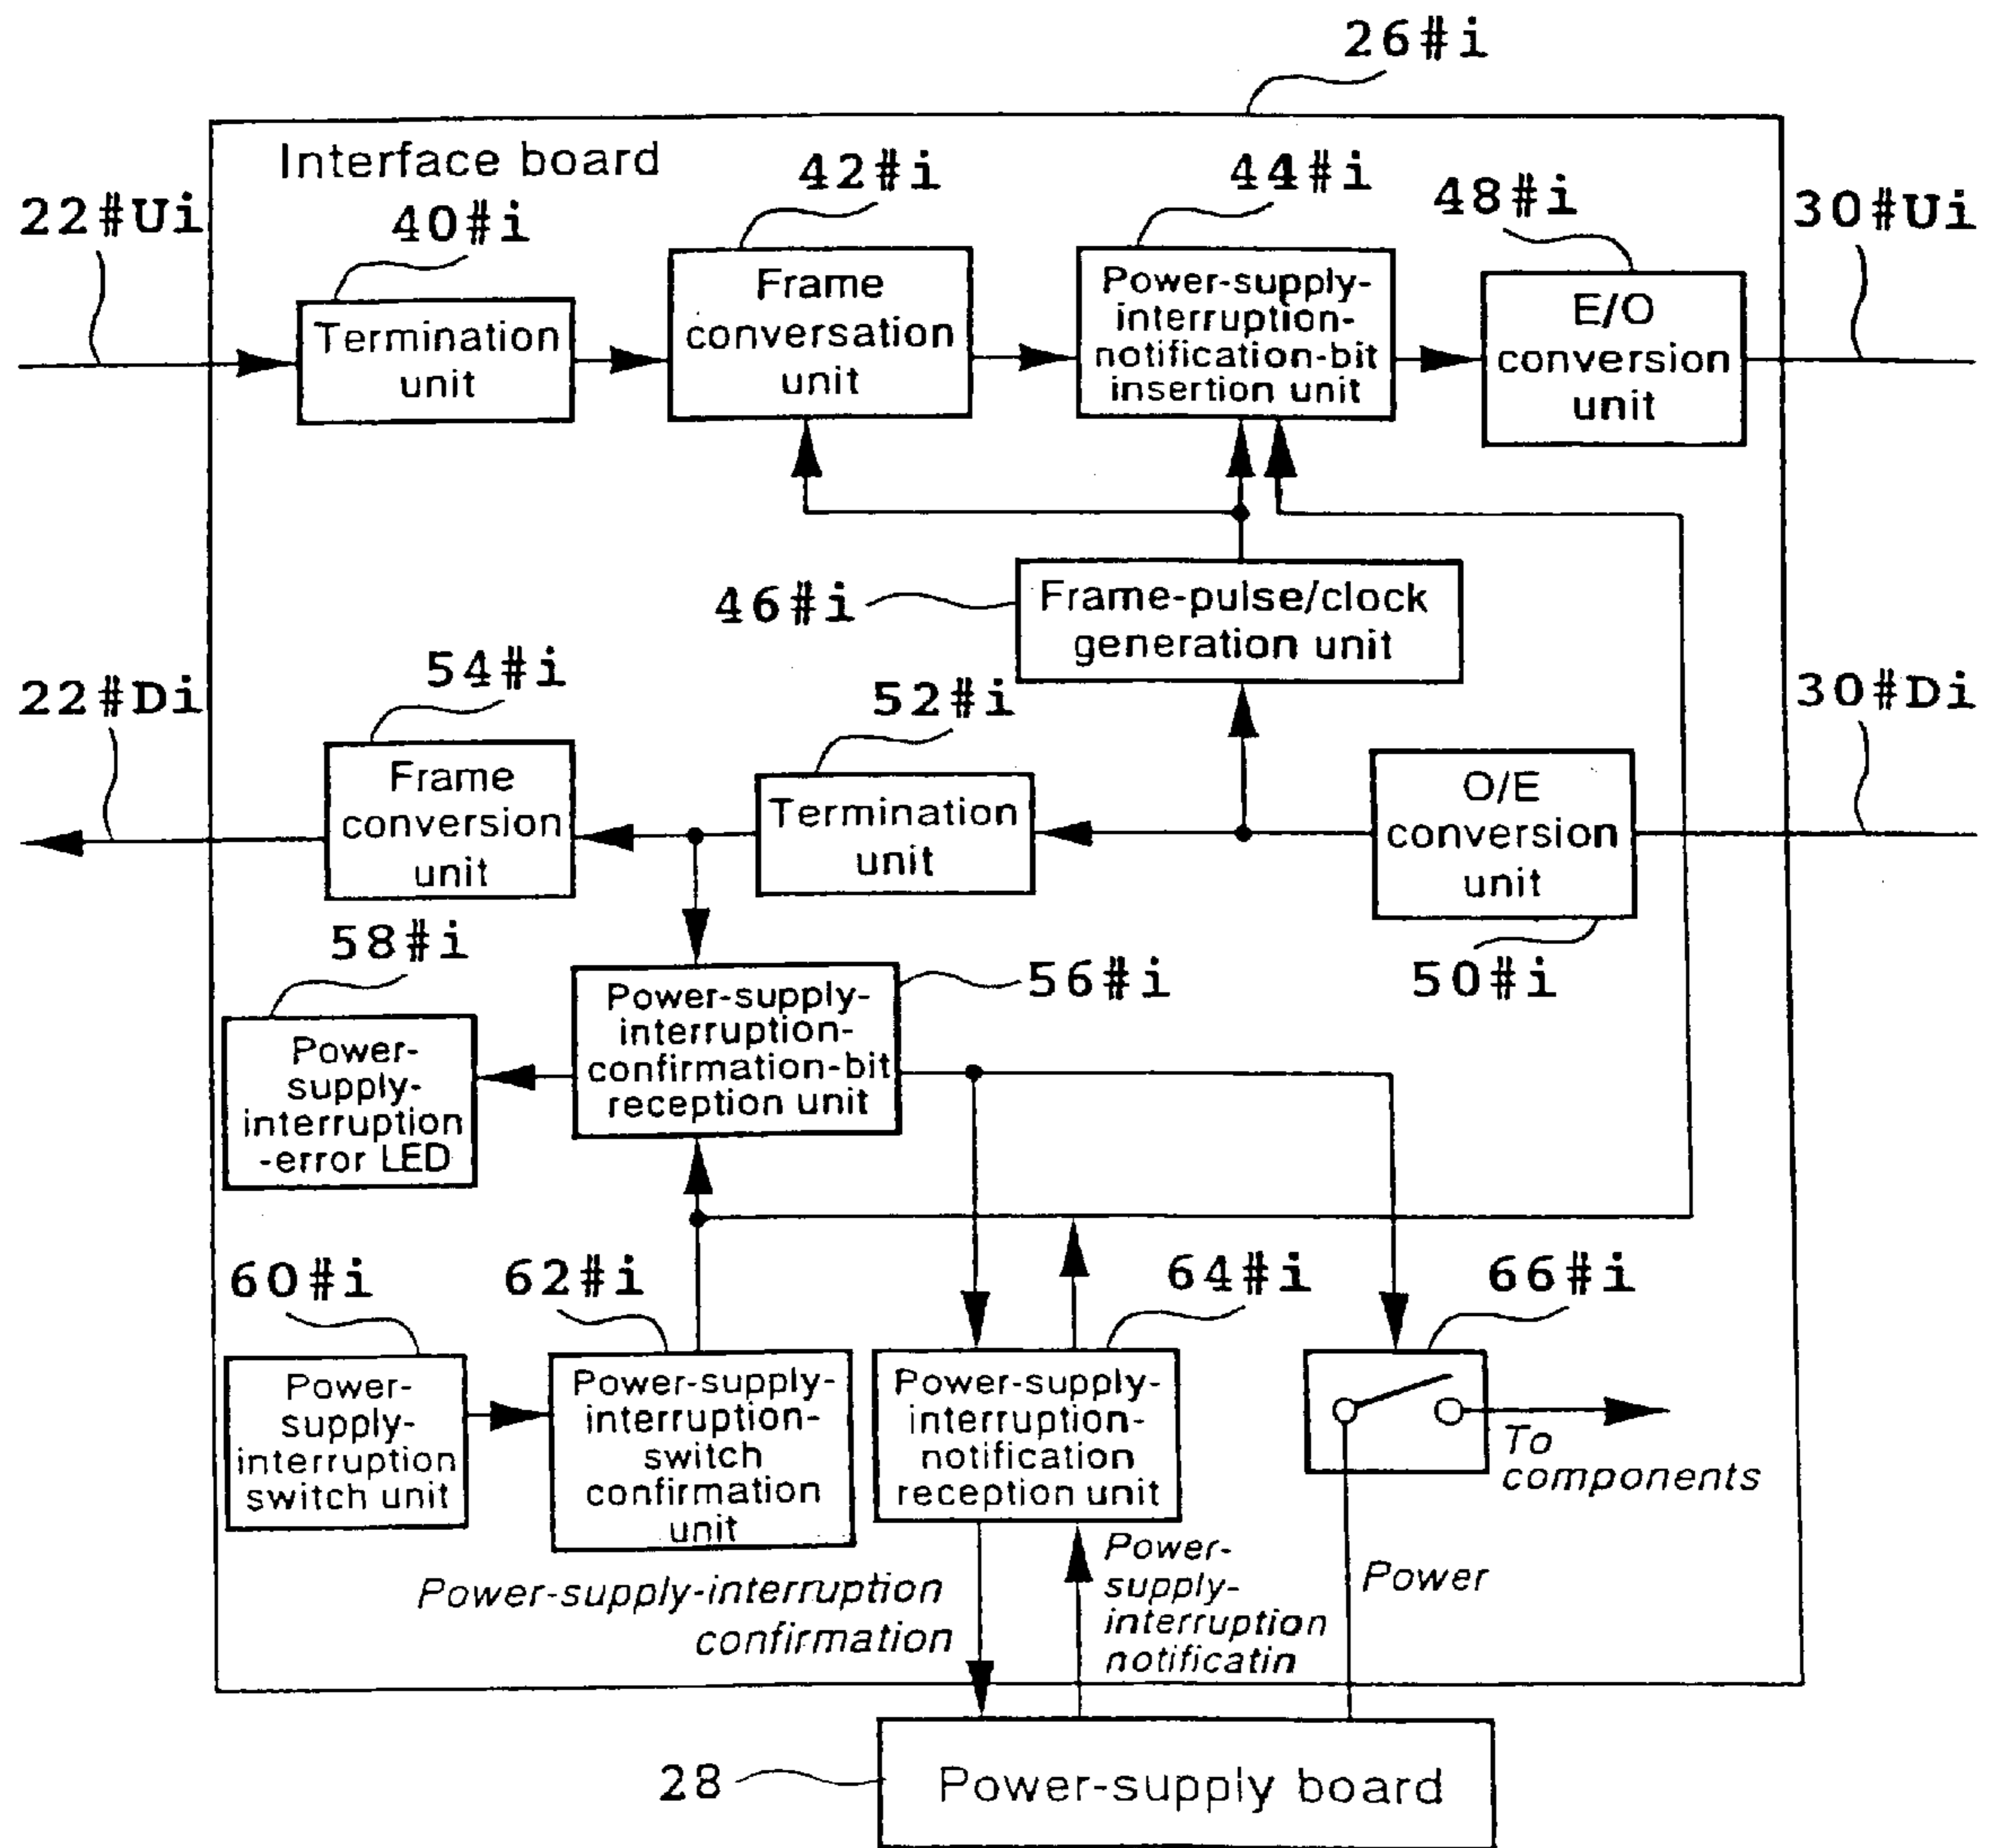 26#i
Interface board
22#Ui
40#i
42#i
44#i
48#i
30#Ui
Termination
unit
Frame
conversation
unit
Power-supply-
interruption-
notification-bit
insertion unit
E/O
conversion
unit
46#i
Frame-pulse/clock
generation unit
22#Di
54#i
52#i
30#Di
Frame
conversion
unit
Termination
unit
O/E
conversion
unit
50#i
58#i
56#i
Power-
supply-
interruption
-error LED
Power-supply-
interruption-
confirmation-bit
reception unit
60#i
62#i
64#i
66#i
Power-
supply-
interruption
switch unit
Power-supply-
interruption-
switch
confirmation
unit
Power-supply-
interruption-
notification
reception unit
To
components
Power-supply-interruption
confirmation
Power-
supply-
interruption
notificatin
Power
28
Power-supply board